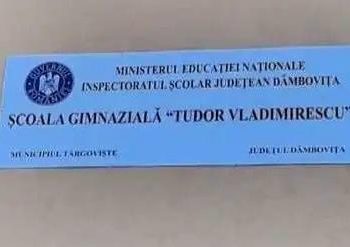 MINISTERUL EDUCAȚIEI NAȚIONALE
INSPECTORATUL ȘCOLAR JUDEȚEAN DÂMBOVIȚA
ȘCOALA GIMNAZIALĂ “TUDOR VLADIMIRESCU”
MUNICIPIUL TÂRGOVIȘTE JUDEȚUL DÂMBOVIȚA